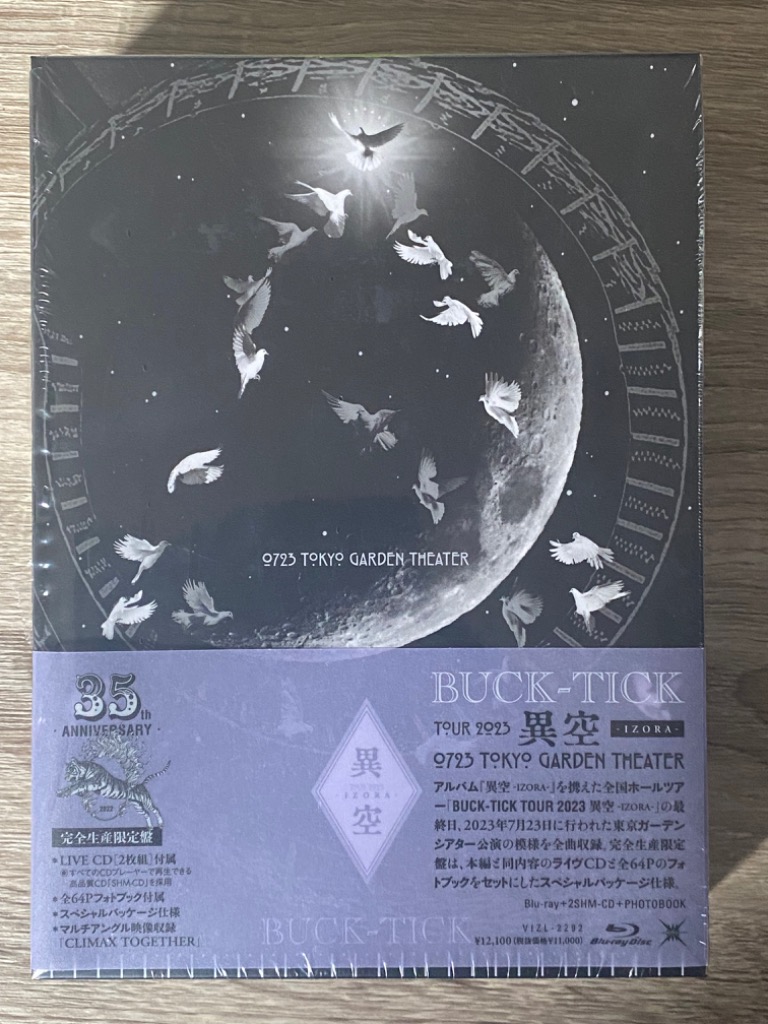 0723 TOKYO GARDEN THEATER
35th
・ANNIVERSARY・
2022
完全生産限定盤
*LIVE CD[2枚組]付属
※すべてのCDプレーヤーで再生できる
高品質CD「SHM-CD」を採用
*全64Pフォトブック付属
*スペシャルパッケージ仕様
*マルチアングル映像収録
「CLIMAX TOGETHER」
異
-IZORA-
空
BUCK-TICK
BUCK-TICK
TOUR 2023 異空 -IZORA-
0723 TOKYO GARDEN THEATER
アルバム「異空 -IZORA-」を携えた全国ホールツア
ー「BUCK-TICK TOUR 2023 異空 -IZORA-」の最
終日、2023年7月23日に行われた東京ガーデン
シアター公演の模様を全曲収録。完全生産限定
盤は、本編と同内容のライヴCDと全64Pのフォ
トブックをセットにしたスペシャルパッケージ仕様。
Blu-ray+2SHM-CD+PHOTOBOOK
¥12,100(税抜価格¥11,000)
Blu-ray Disc